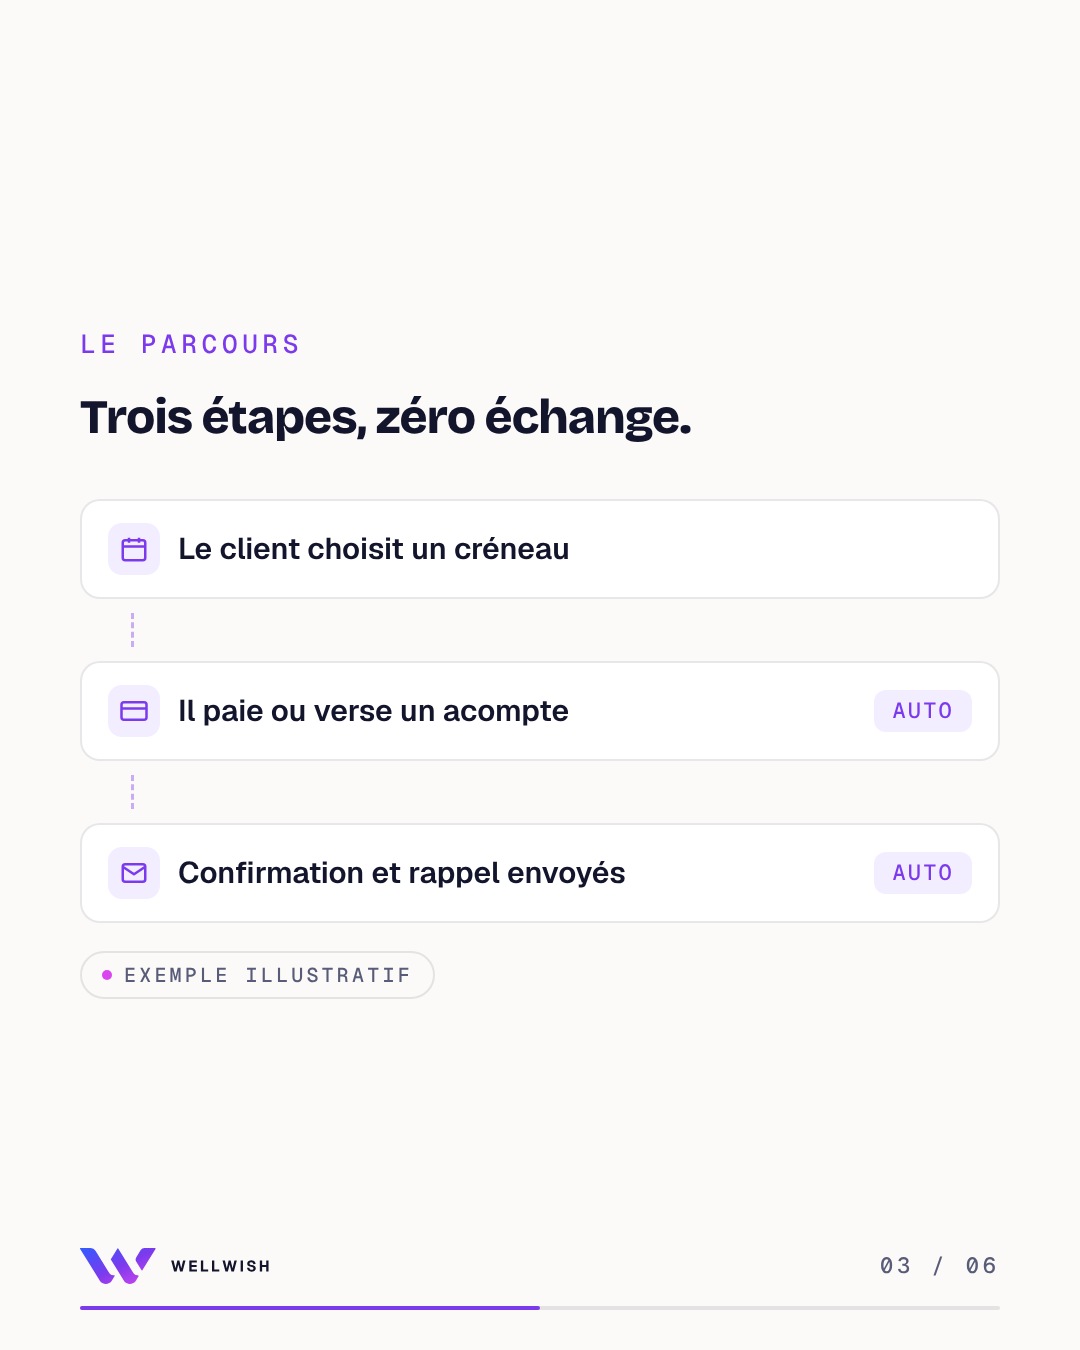 LE PARCOURS
Trois étapes, zéro échange.
Le client choisit un créneau
Il paie ou verse un acompte
AUTO
Confirmation et rappel envoyés
AUTO
EXEMPLE ILLUSTRATIF
WELLWISH
03 / 06